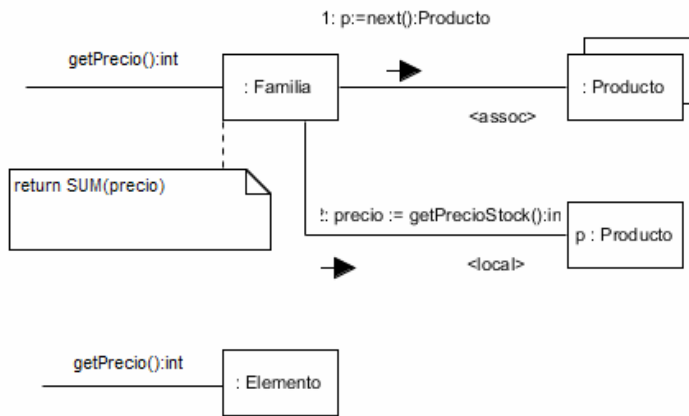 1: p:=next():Producto
getPrecio():int
: Familia
: Producto
<assoc>
return SUM(precio)
: precio := getPrecioStock():in
p : Producto
<local>
getPrecio():int
: Elemento